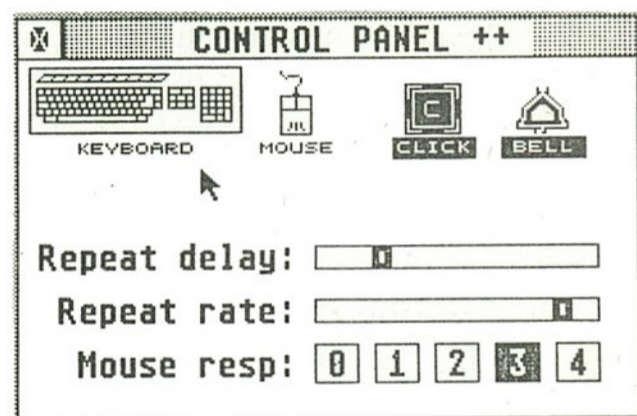 CONTROL PANEL ++
KEYBOARD MOUSE CLICK BELL
C
Repeat delay:
Repeat rate:
Mouse resp: 0 1 2 3 4